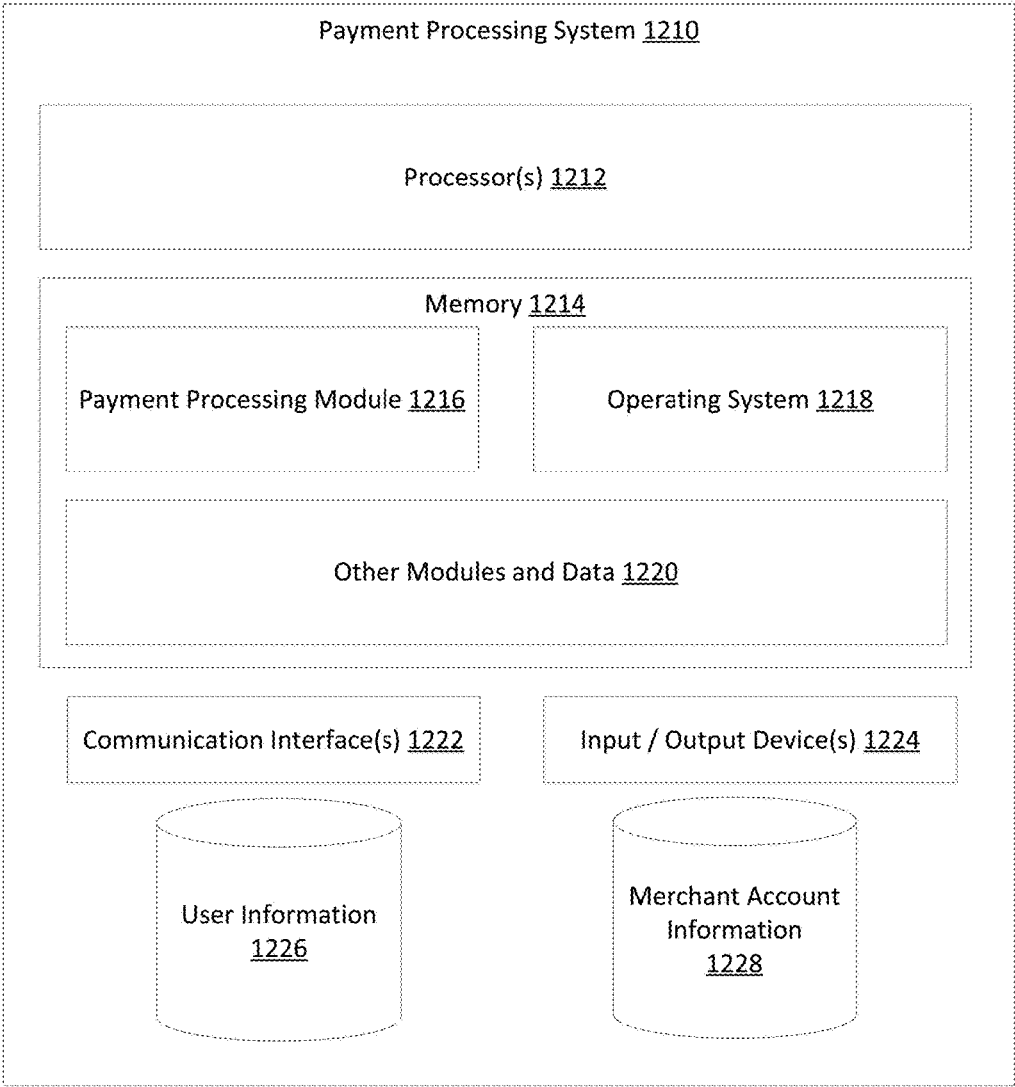 Payment Processing System 1210
Processor(s) 1212
Memory 1214
Payment Processing Module 1216
Operating System 1218
Other Modules and Data 1220
Communication Interface(s) 1222
Input / Output Device(s) 1224
User Information
1226
Merchant Account
Information
1228